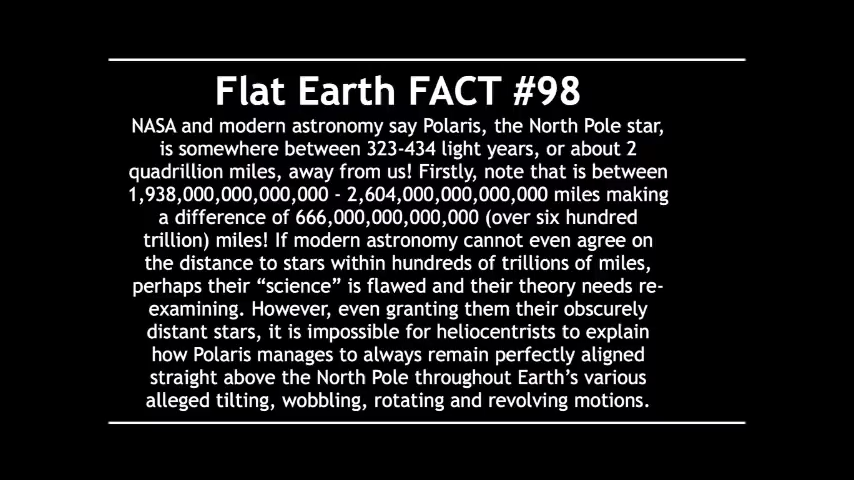 Flat Earth FACT #98
NASA and modern astronomy say Polaris, the North Pole star,
is somewhere between 323-434 light years, or about 2
quadrillion miles, away from us! Firstly, note that is between
1,938,000,000,000,000 - 2,604,000,000,000,000 miles making
a difference of 666,000,000,000,000 (over six hundred
trillion) miles! If modern astronomy cannot even agree on
the distance to stars within hundreds of trillions of miles,
perhaps their “science” is flawed and their theory needs re-
examining. However, even granting them their obscurely
distant stars, it is impossible for heliocentrists to explain
how Polaris manages to always remain perfectly aligned
straight above the North Pole throughout Earth’s various
alleged tilting, wobbling, rotating and revolving motions.